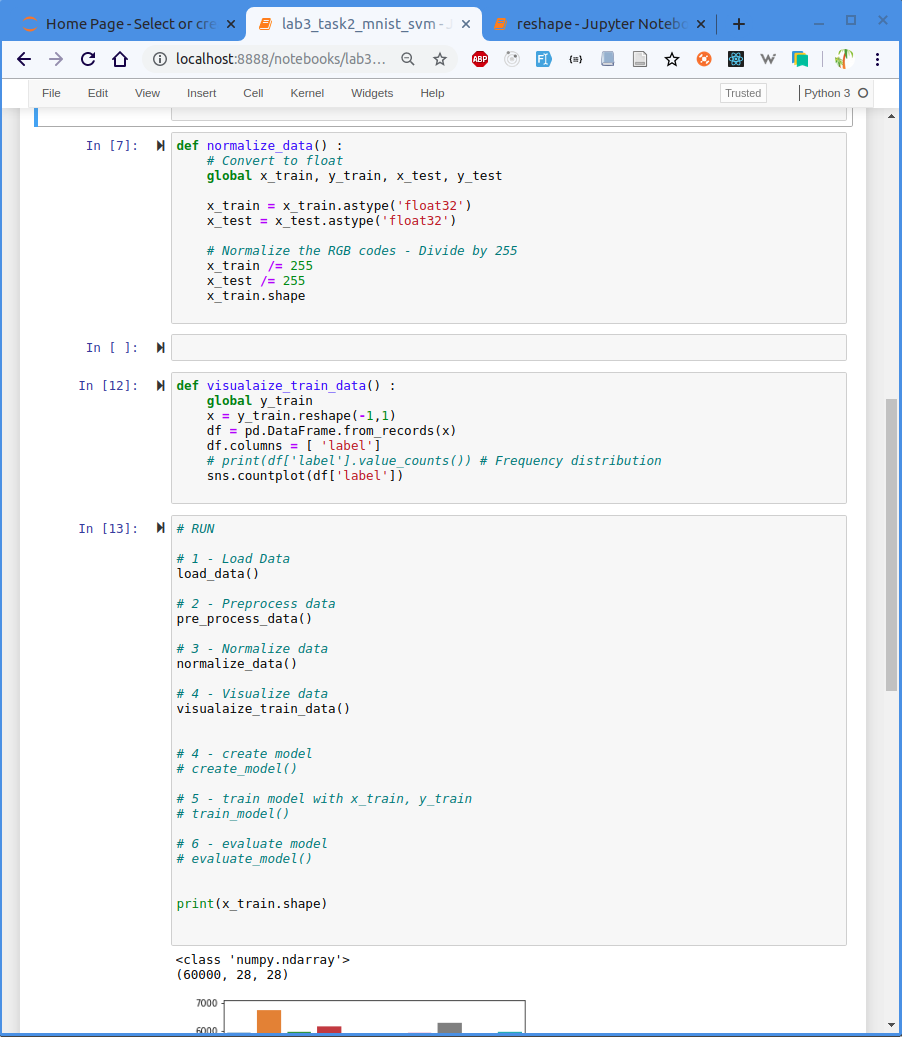 Home Page - Select or cre
lab3_task2_mnist_svm - J
reshape - Jupyter Notebo
localhost:8888/notebooks/lab3...
ABP
File Edit View Insert Cell Kernel Widgets Help Trusted Python 3
In [7]:
def normalize_data() :
# Convert to float
global x_train, y_train, x_test, y_test
x_train = x_train.astype('float32')
x_test = x_test.astype('float32')
# Normalize the RGB codes - Divide by 255
x_train /= 255
x_test /= 255
x_train.shape
In [ ]:
In [12]:
def visualaize_train_data() :
global y_train
x = y_train.reshape(-1,1)
df = pd.DataFrame.from_records(x)
df.columns = [ 'label']
# print(df['label'].value_counts()) # Frequency distribution
sns.countplot(df['label'])
In [13]:
# RUN
# 1 - Load Data
load_data()
# 2 - Preprocess data
pre_process_data()
# 3 - Normalize data
normalize_data()
# 4 - Visualize data
visualaize_train_data()
# 4 - create model
# create_model()
# 5 - train model with x_train, y_train
# train_model()
# 6 - evaluate model
# evaluate_model()
print(x_train.shape)
<class 'numpy.ndarray'>
(60000, 28, 28)
7000
6000